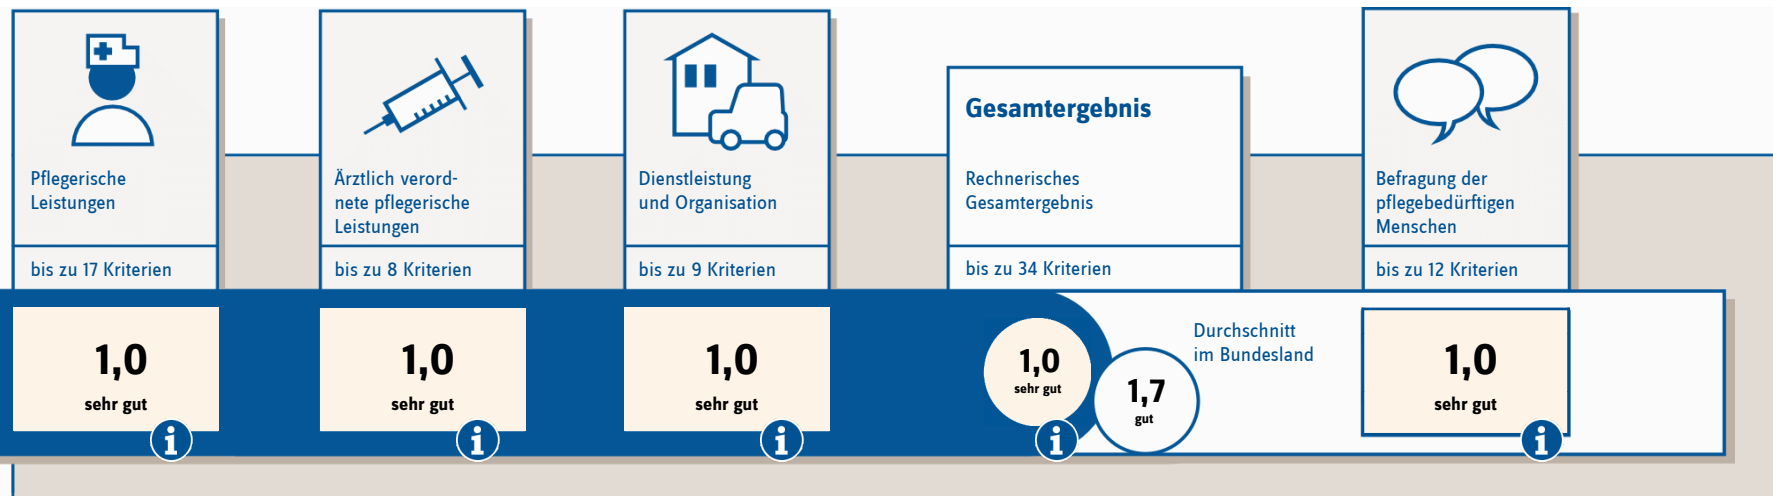 Pflegerische
Leistungen
bis zu 17 Kriterien
1,0
sehr gut
i
Ärztlich verord-
nete pflegerische
Leistungen
bis zu 8 Kriterien
1,0
sehr gut
i
Dienstleistung
und Organisation
bis zu 9 Kriterien
1,0
sehr gut
i
Gesamtergebnis
Rechnerisches
Gesamtergebnis
bis zu 34 Kriterien
1,0
sehr gut
i
1,7
gut
Durchschnitt
im Bundesland
Befragung der
pflegebedürftigen
Menschen
bis zu 12 Kriterien
1,0
sehr gut
i